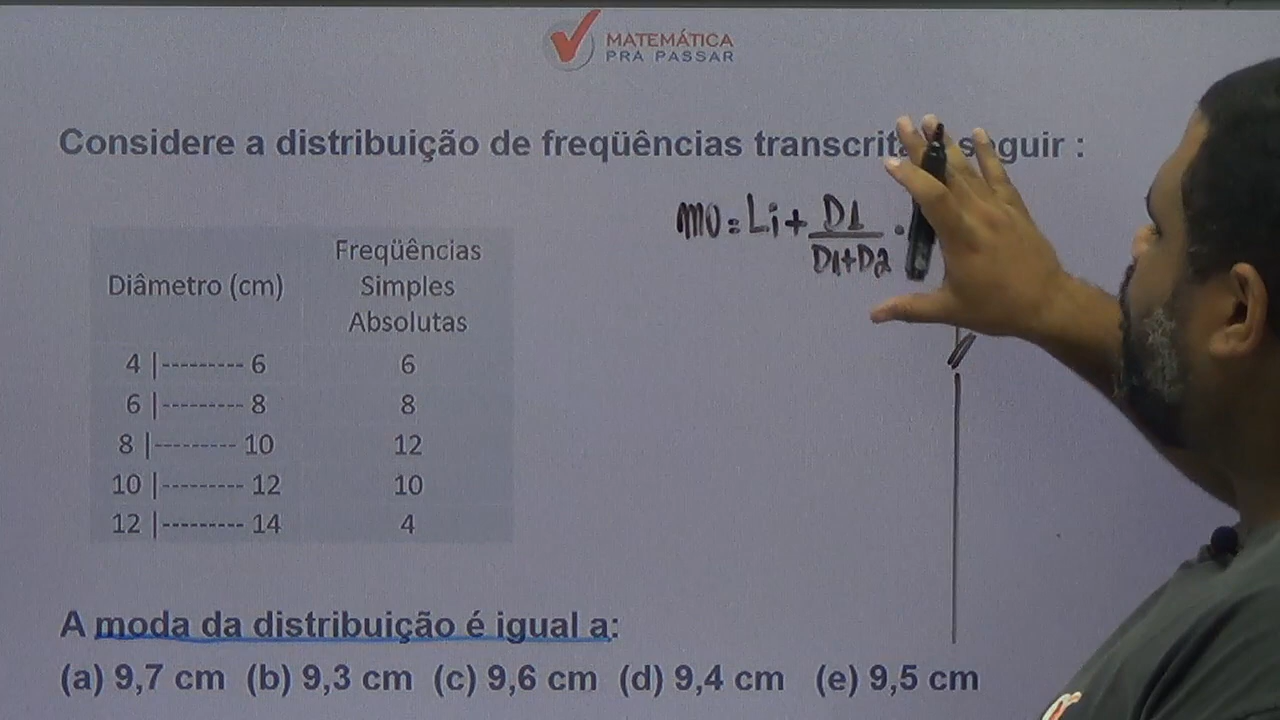 MATEMÁTICA
PRA PASSAR
Considere a distribuição de freqüências seguir :
mo = Li + D1 / D1+D2 .
Diâmetro (cm) Freqüências Simples Absolutas
4 |--------- 6 6
6 |--------- 8 8
8 |--------- 10 12
10 |--------- 12 10
12 |--------- 14 4
A moda da distribuição é igual a:
(a) 9,7 cm (b) 9,3 cm (c) 9,6 cm (d) 9,4 cm (e) 9,5 cm